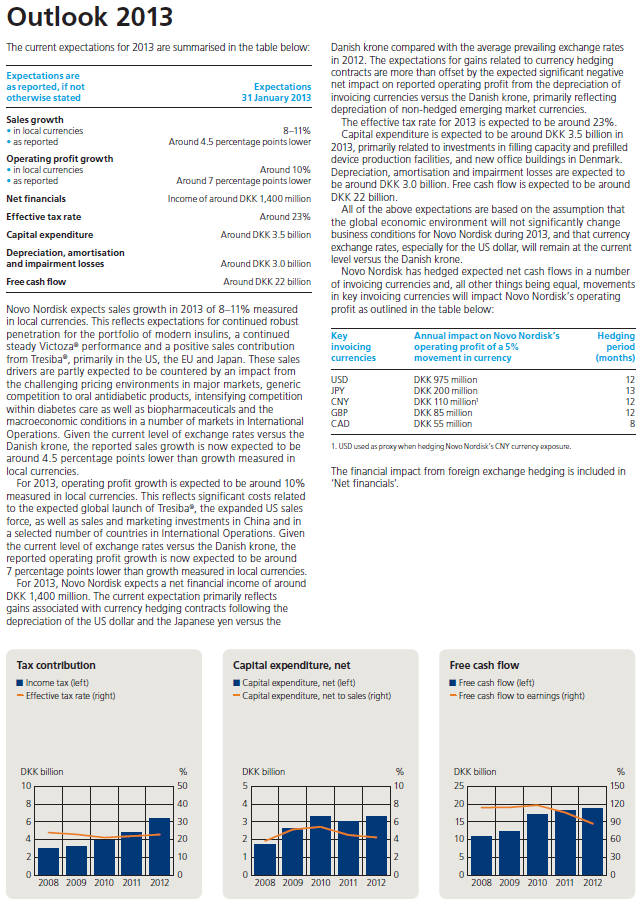 Outlook 2013
The current expectations for 2013 are summarised in the table below:
Expectations are
as reported, if not Expectations
otherwise stated 31 January 2013
Sales growth
• in local currencies 8–11%
• as reported Around 4.5 percentage points lower
Operating profit growth
• in local currencies Around 10%
• as reported Around 7 percentage points lower
Net financials Income of around DKK 1,400 million
Effective tax rate Around 23%
Capital expenditure Around DKK 3.5 billion
Depreciation, amortisation
and impairment losses Around DKK 3.0 billion
Free cash flow Around DKK 22 billion
Novo Nordisk expects sales growth in 2013 of 8–11% measured
in local currencies. This reflects expectations for continued robust
penetration for the portfolio of modern insulins, a continued
steady Victoza® performance and a positive sales contribution
from Tresiba®, primarily in the US, the EU and Japan. These sales
drivers are partly expected to be countered by an impact from
the challenging pricing environments in major markets, generic
competition to oral antidiabetic products, intensifying competition
within diabetes care as well as biopharmaceuticals and the
macroeconomic conditions in a number of markets in International
Operations. Given the current level of exchange rates versus the
Danish krone, the reported sales growth is now expected to be
around 4.5 percentage points lower than growth measured in
local currencies.
For 2013, operating profit growth is expected to be around 10%
measured in local currencies. This reflects significant costs related
to the expected global launch of Tresiba®, the expanded US sales
force, as well as sales and marketing investments in China and in
a selected number of countries in International Operations. Given
the current level of exchange rates versus the Danish krone, the
reported operating profit growth is now expected to be around
7 percentage points lower than growth measured in local currencies.
For 2013, Novo Nordisk expects a net financial income of around
DKK 1,400 million. The current expectation primarily reflects
gains associated with currency hedging contracts following the
depreciation of the US dollar and the Japanese yen versus the
Danish krone compared with the average prevailing exchange rates
in 2012. The expectations for gains related to currency hedging
contracts are more than offset by the expected significant negative
net impact on reported operating profit from the depreciation of
invoicing currencies versus the Danish krone, primarily reflecting
depreciation of non-hedged emerging market currencies.
The effective tax rate for 2013 is expected to be around 23%.
Capital expenditure is expected to be around DKK 3.5 billion in
2013, primarily related to investments in filling capacity and prefilled
device production facilities, and new office buildings in Denmark.
Depreciation, amortisation and impairment losses are expected to
be around DKK 3.0 billion. Free cash flow is expected to be around
DKK 22 billion.
All of the above expectations are based on the assumption that
the global economic environment will not significantly change
business conditions for Novo Nordisk during 2013, and that currency
exchange rates, especially for the US dollar, will remain at the current
level versus the Danish krone.
Novo Nordisk has hedged expected net cash flows in a number
of invoicing currencies and, all other things being equal, movements
in key invoicing currencies will impact Novo Nordisk's operating
profit as outlined in the table below:
Key Annual impact on Novo Nordisk's Hedging
invoicing operating profit of a 5% period
currencies movement in currency (months)
USD DKK 975 million 12
JPY DKK 200 million 13
CNY DKK 110 million¹ 12
GBP DKK 85 million 12
CAD DKK 55 million 8
1. USD used as proxy when hedging Novo Nordisk's CNY currency exposure.
The financial impact from foreign exchange hedging is included in
'Net financials'.
Tax contribution
Income tax (left)
Effective tax rate (right)
DKK billion %
10 50
8 40
6 30
4 20
2 10
0 0
2008 2009 2010 2011 2012
Capital expenditure, net
Capital expenditure, net (left)
Capital expenditure, net to sales (right)
DKK billion %
5 10
4 8
3 6
2 4
1 2
0 0
2008 2009 2010 2011 2012
Free cash flow
Free cash flow (left)
Free cash flow to earnings (right)
DKK billion %
25 150
20 120
15 90
10 60
5 30
0 0
2008 2009 2010 2011 2012